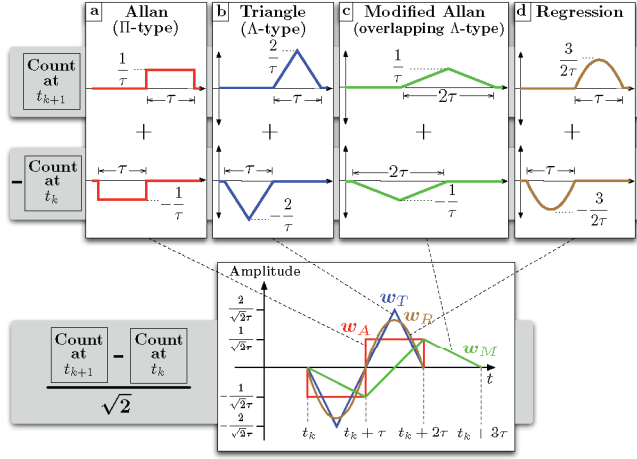 a Allan
(Π-type)
b Triangle
(Λ-type)
c Modified Allan
(overlapping Λ-type)
d Regression
Count
at
t_{k+1}
1/τ
τ
2/τ
τ
1/τ
2τ
3/2τ
τ
+ + + +
− Count
at
t_k
τ
−1/τ
τ
−2/τ
2τ
−1/τ
τ
−3/2τ
Amplitude
2/√2τ
1/√2τ
−1/√2τ
−2/√2τ
w_T
w_A w_R
w_M
t
t_k t_k + τ t_k + 2τ t_k | 3τ
Count
at
t_{k+1}
−
Count
at
t_k
√2